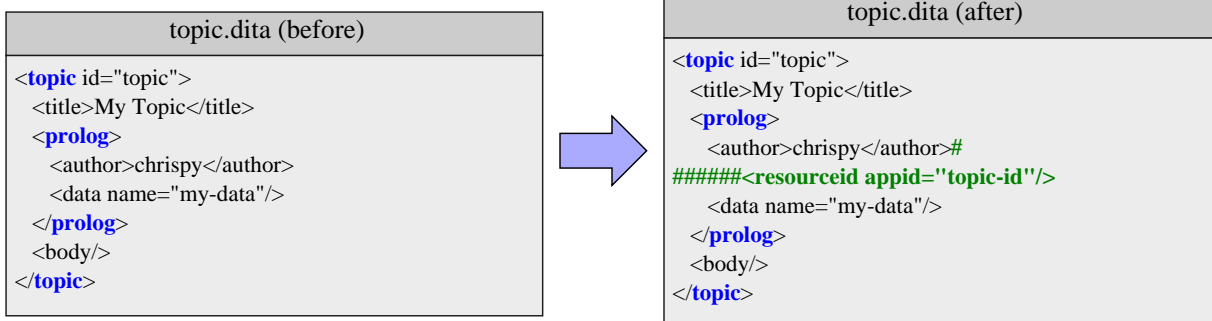 topic.dita (before)
<topic id="topic">
<title>My Topic</title>
<prolog>
<author>chrispy</author>
<data name="my-data"/>
</prolog>
<body/>
</topic>
topic.dita (after)
<topic id="topic">
<title>My Topic</title>
<prolog>
<author>chrispy</author>#
######<resourceid appid="topic-id"/>
<data name="my-data"/>
</prolog>
<body/>
</topic>